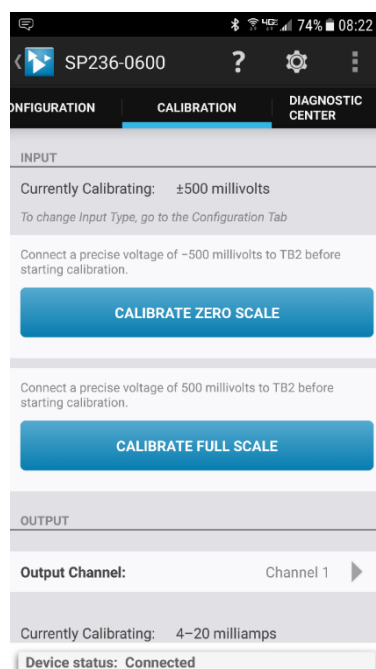 74% 08:22
SP236-0600 ?
ONFIGURATION CALIBRATION DIAGNOSTIC
CENTER
INPUT
Currently Calibrating: ±500 millivolts
To change Input Type, go to the Configuration Tab
Connect a precise voltage of −500 millivolts to TB2 before
starting calibration.
CALIBRATE ZERO SCALE
Connect a precise voltage of 500 millivolts to TB2 before
starting calibration.
CALIBRATE FULL SCALE
OUTPUT
Output Channel: Channel 1
Currently Calibrating: 4–20 milliamps
Device status: Connected